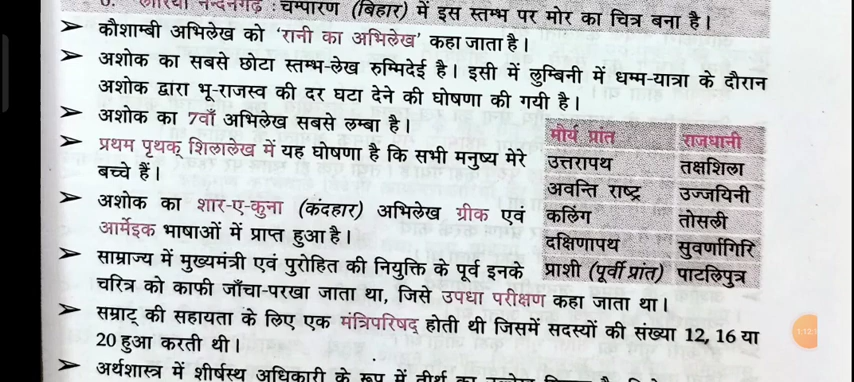 6. लौरिया नन्दनगढ़ : चम्पारण (बिहार) में इस स्तम्भ पर मोर का चित्र बना है।
➢ कौशाम्बी अभिलेख को ‘रानी का अभिलेख’ कहा जाता है।
➢ अशोक का सबसे छोटा स्तम्भ-लेख रुम्मिदेई है। इसी में लुम्बिनी में धम्म-यात्रा के दौरान
अशोक द्वारा भू-राजस्व की दर घटा देने की घोषणा की गयी है।
➢ अशोक का 7वाँ अभिलेख सबसे लम्बा है।
➢ प्रथम पृथक् शिलालेख में यह घोषणा है कि सभी मनुष्य मेरे
बच्चे हैं।
➢ अशोक का शार-ए-कुना (कंदहार) अभिलेख ग्रीक एवं
आर्मेइक भाषाओं में प्राप्त हुआ है।
➢ साम्राज्य में मुख्यमंत्री एवं पुरोहित की नियुक्ति के पूर्व इनके
मौर्य प्रांत राजधानी
उत्तरापथ तक्षशिला
अवन्ति राष्ट्र उज्जयिनी
कलिंग तोसली
दक्षिणापथ सुवर्णागिरि
प्राशी (पूर्वी प्रांत) पाटलिपुत्र
चरित्र को काफी जाँचा-परखा जाता था, जिसे उपधा परीक्षण कहा जाता था।
➢ सम्राट् की सहायता के लिए एक मंत्रिपरिषद् होती थी जिसमें सदस्यों की संख्या 12, 16 या
20 हुआ करती थी।
➢ अर्थशास्त्र में शीर्षस्थ अधिकारी के रूप में तीर्थ का